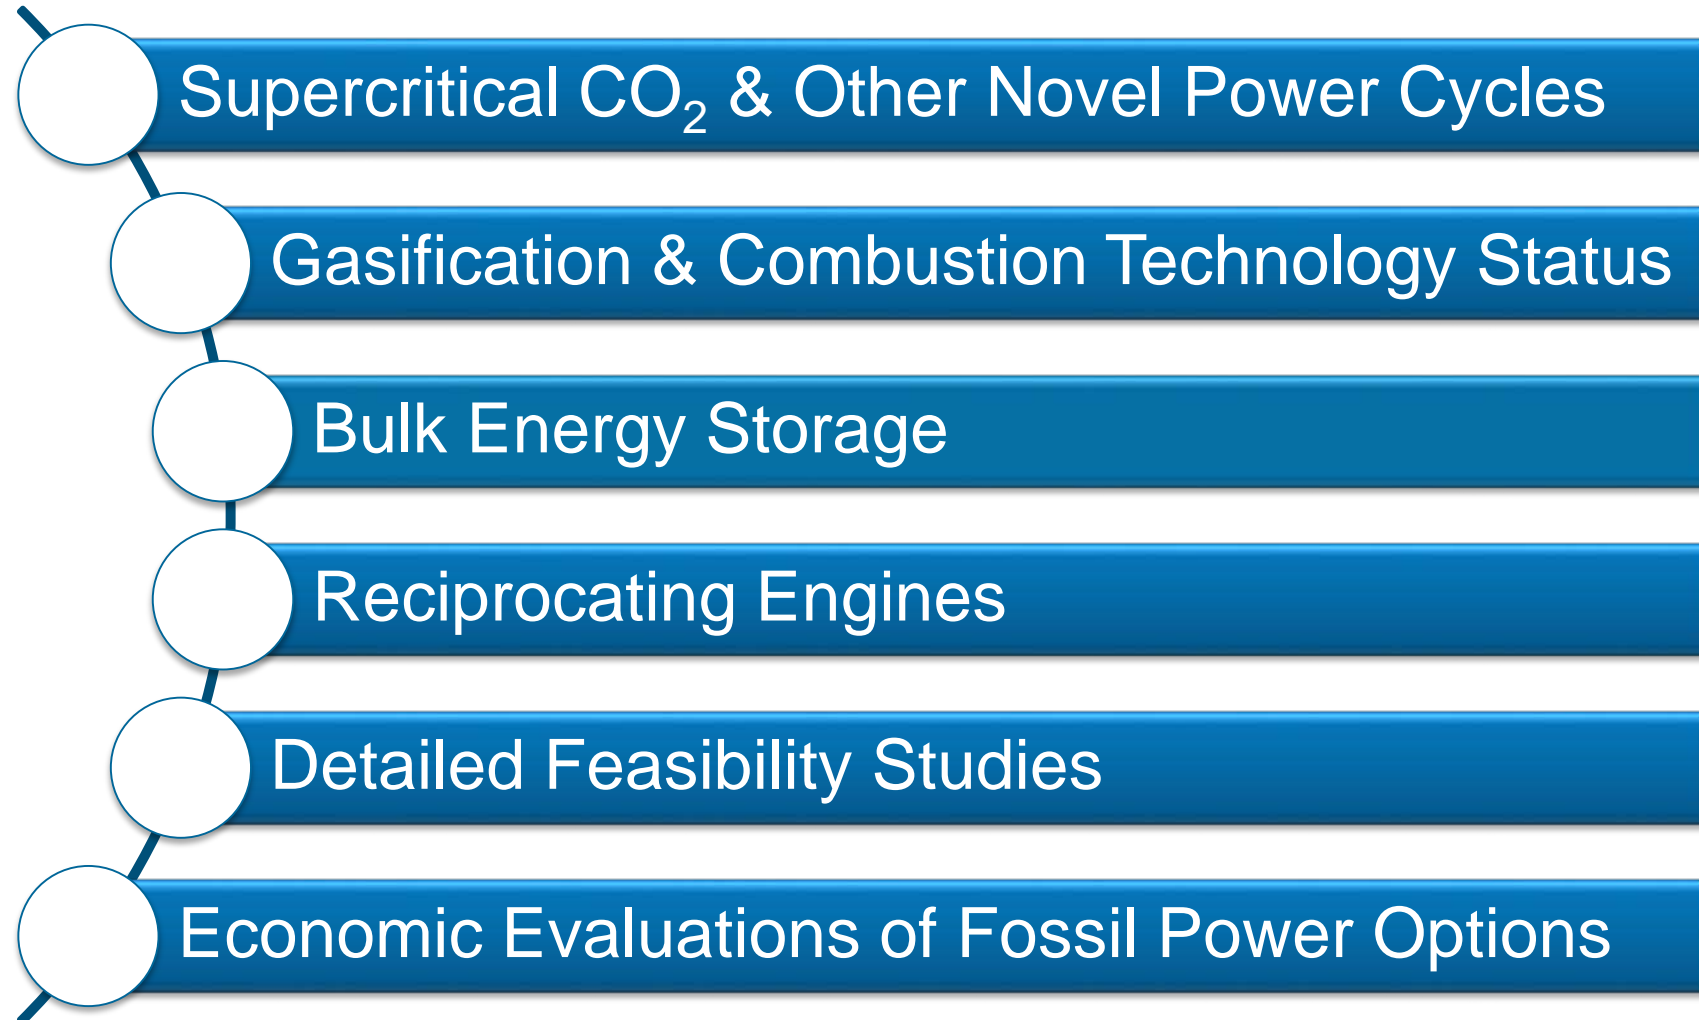 Supercritical CO₂ & Other Novel Power Cycles
Gasification & Combustion Technology Status
Bulk Energy Storage
Reciprocating Engines
Detailed Feasibility Studies
Economic Evaluations of Fossil Power Options